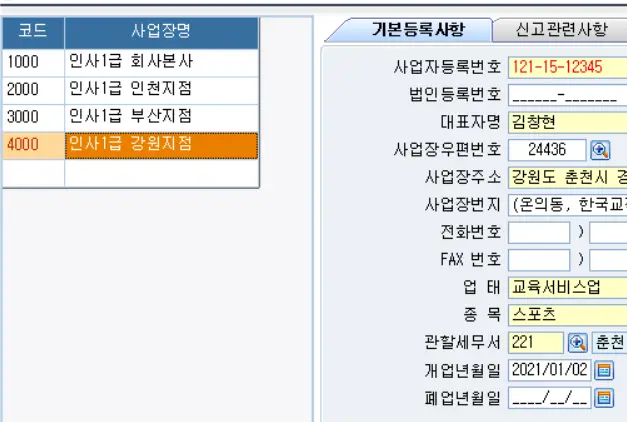 코드 사업장명
1000 인사1급 회사본사
2000 인사1급 인천지점
3000 인사1급 부산지점
4000 인사1급 강원지점
기본등록사항 신고관련사항
사업자등록번호 121-15-12345
법인등록번호 ______-_______
대표자명 김창현
사업장우편번호 24436
사업장주소 강원도 춘천시 경
사업장번지 (온의동, 한국교
전화번호 )
FAX 번호 )
업 태 교육서비스업
종 목 스포츠
관할세무서 221 춘천
개업년월일 2021/01/02
폐업년월일 ____/__/__